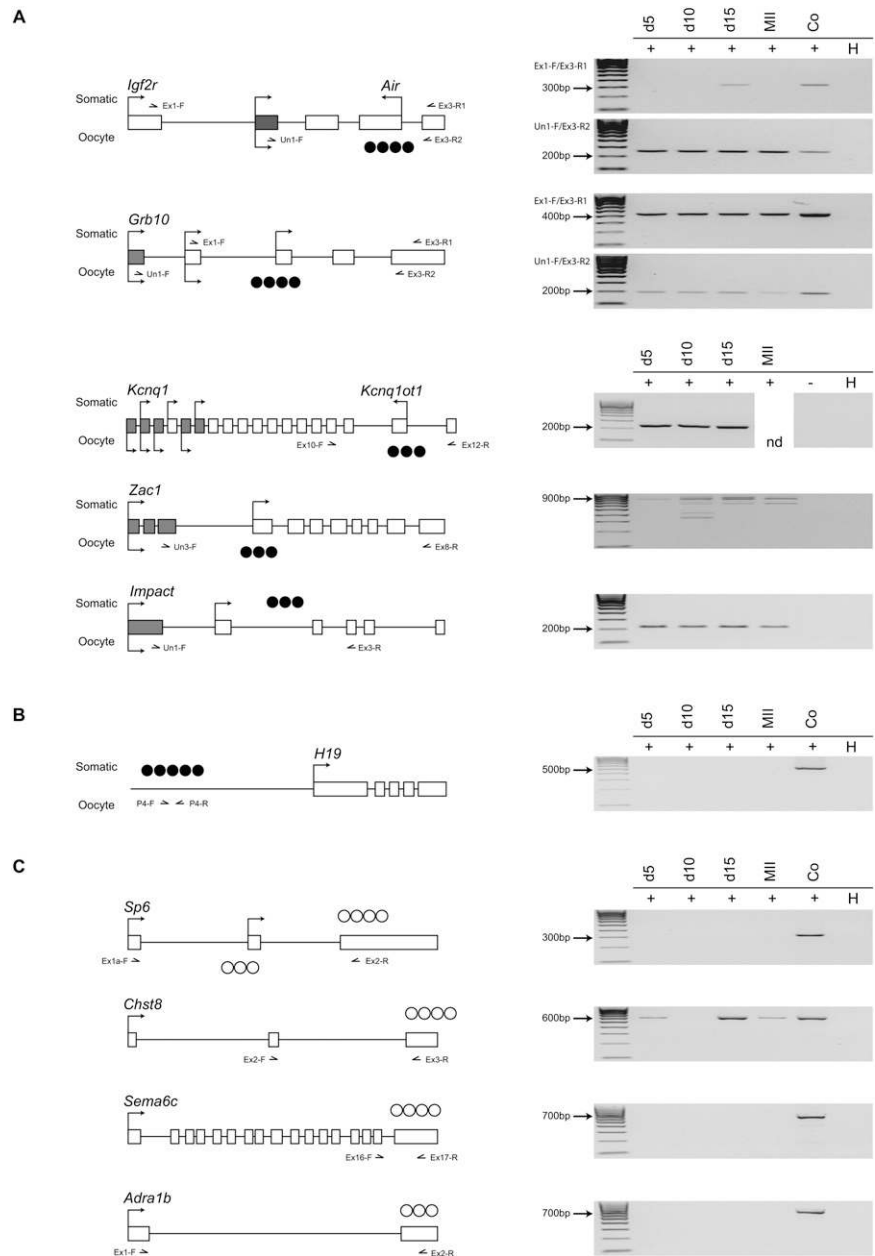 A
d5 d10 d15 MII Co
+ + + + + H
Igf2r Air
Somatic
Oocyte
Ex1-F
Un1-F
Ex3-R1
Ex3-R2
Ex1-F/Ex3-R1
300bp
Un1-F/Ex3-R2
200bp
Grb10
Somatic
Oocyte
Un1-F
Ex1-F
Ex3-R1
Ex3-R2
Ex1-F/Ex3-R1
400bp
Un1-F/Ex3-R2
200bp
d5 d10 d15 MII
+ + + + - H
Kcnq1 Kcnq1ot1
Somatic
Oocyte
Ex10-F
Ex12-R
200bp
nd
Zac1
Somatic
Oocyte
Un3-F
Ex8-R
900bp
Impact
Somatic
Oocyte
Un1-F
Ex3-R
200bp
B
d5 d10 d15 MII Co
+ + + + + H
H19
Somatic
Oocyte
P4-F P4-R
500bp
C
d5 d10 d15 MII Co
+ + + + + H
Sp6
Ex1a-F
Ex2-R
300bp
Chst8
Ex2-F
Ex3-R
600bp
Sema6c
Ex16-F
Ex17-R
700bp
Adra1b
Ex1-F
Ex2-R
700bp